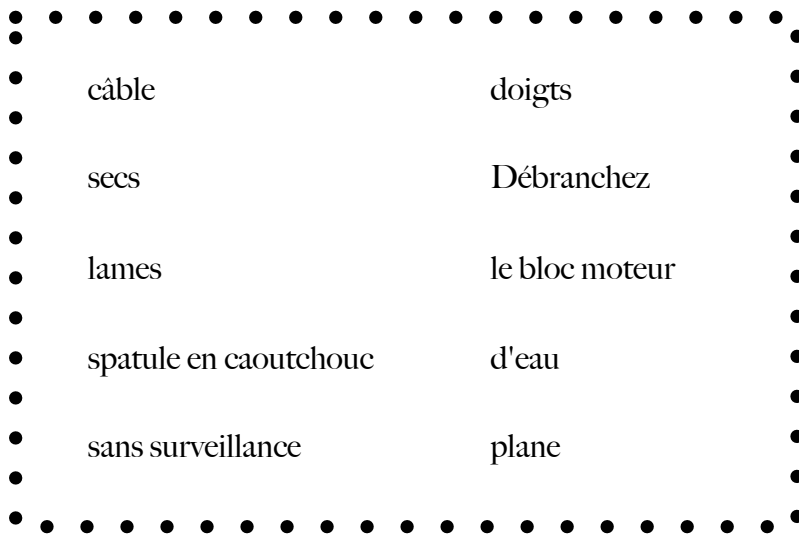 câble
doigts
secs
Débranchez
lames
le bloc moteur
spatule en caoutchouc
d'eau
sans surveillance
plane